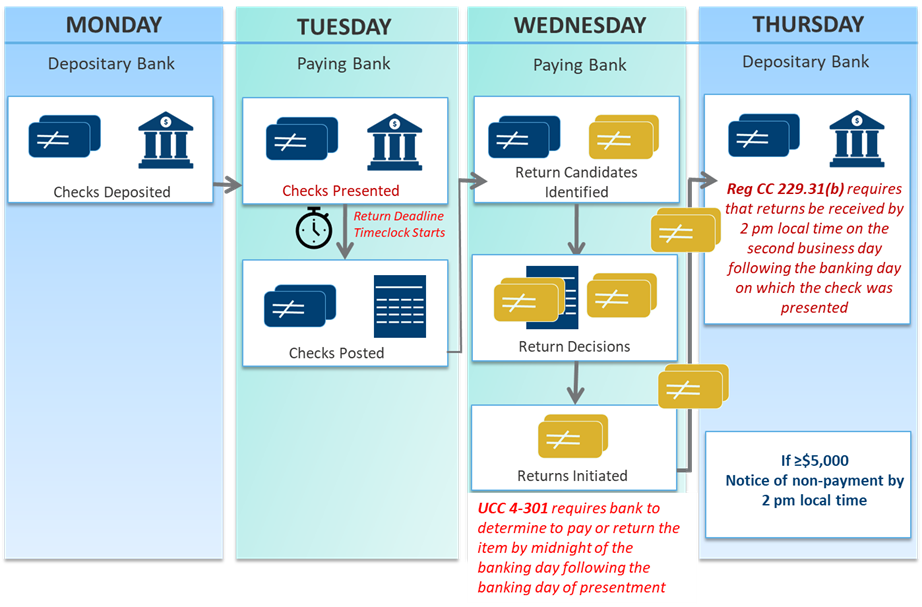 MONDAY
Depositary Bank
Checks Deposited
TUESDAY
Paying Bank
$
Checks Presented
Return Deadline
Timeclock Starts
Checks Posted
WEDNESDAY
Paying Bank
Return Candidates
Identified
Return Decisions
Returns Initiated
UCC 4-301 requires bank to
determine to pay or return the
item by midnight of the
banking day following the
banking day of presentment
THURSDAY
Depositary Bank
Reg CC 229.31(b) requires
that returns be received by
2 pm local time on the
second business day
following the banking day
on which the check was
presented
If ≥$5,000
Notice of non-payment by
2 pm local time